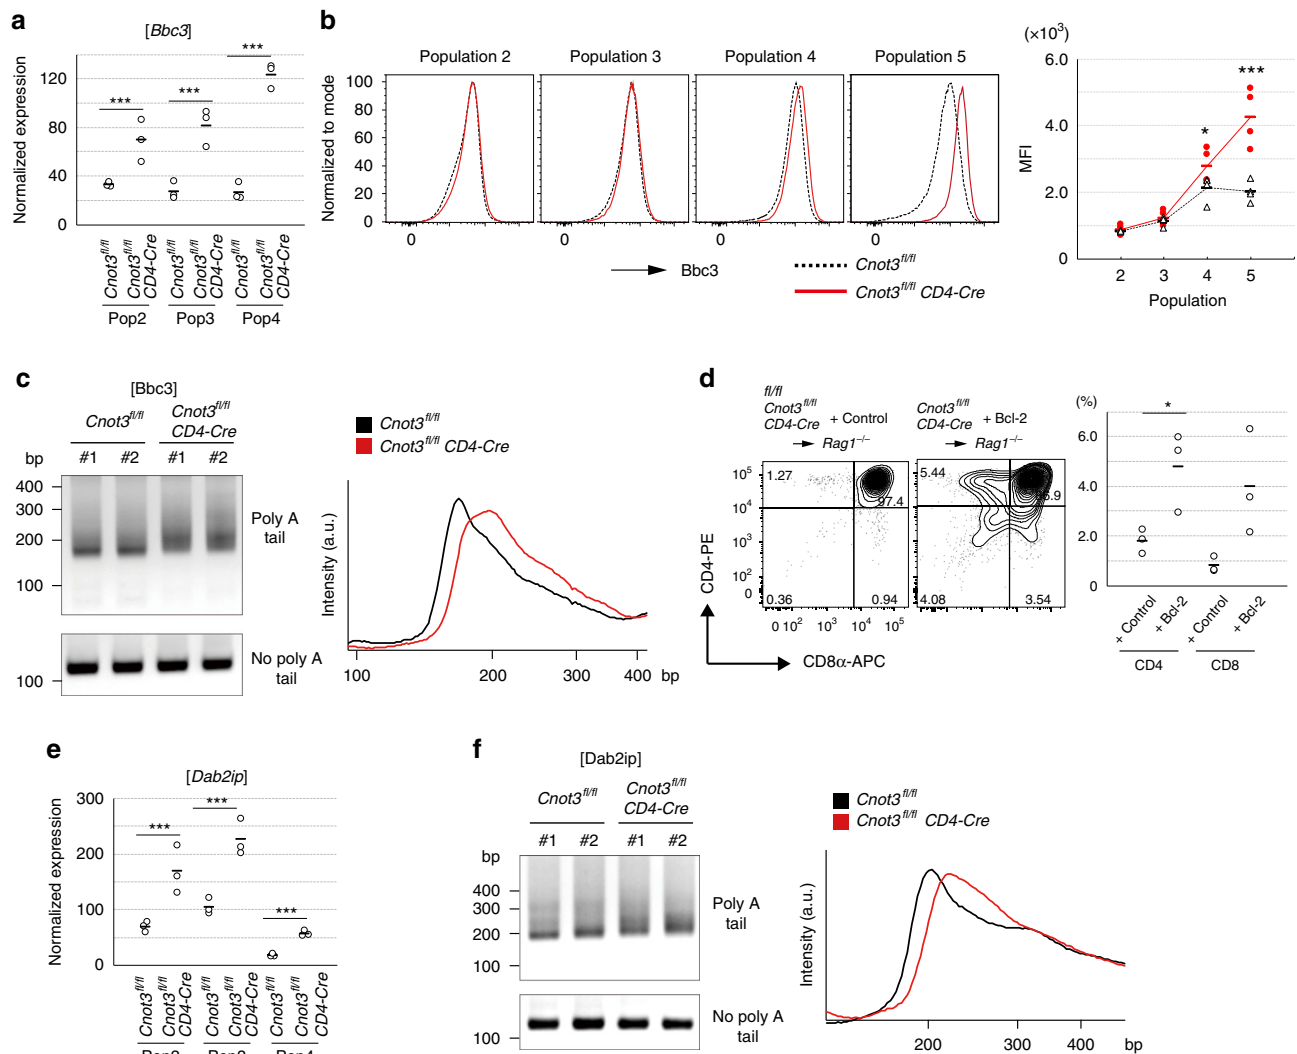 a
[Bbc3]
Normalized expression
120
80
40
0
***
***
***
Cnot3fl/fl
Cnot3fl/fl CD4-Cre
Cnot3fl/fl
Cnot3fl/fl CD4-Cre
Cnot3fl/fl
Cnot3fl/fl CD4-Cre
Pop2
Pop3
Pop4
b
Population 2
Population 3
Population 4
Population 5
Normalized to mode
100
80
60
40
20
0
0
0
0
0
Bbc3
Cnot3fl/fl
Cnot3fl/fl CD4-Cre
(×10³)
MFI
6.0
4.0
2.0
0
*
***
2 3 4 5
Population
c
[Bbc3]
Cnot3fl/fl
Cnot3fl/fl
CD4-Cre
bp #1 #2 #1 #2
400
300
200
100
Poly A
tail
100
No poly A
tail
Cnot3fl/fl
Cnot3fl/fl CD4-Cre
Intensity (a.u.)
100 200 300 400 bp
d
fl/fl
Cnot3fl/fl
CD4-Cre + Control
Rag1–/–
Cnot3fl/fl
CD4-Cre + Bcl-2
Rag1–/–
1.27
97.4
0.36
0.94
5.44
4.08
3.54
10⁵
10⁴
10³
10²
0
CD4-PE
0 10² 10³ 10⁴ 10⁵
CD8α-APC
(%)
6.0
4.0
2.0
0
*
+ Control
+ Bcl-2
+ Control
+ Bcl-2
CD4
CD8
e
[Dab2ip]
Normalized expression
300
200
100
0
***
***
***
Cnot3fl/fl
Cnot3fl/fl CD4-Cre
Cnot3fl/fl
Cnot3fl/fl CD4-Cre
Cnot3fl/fl
Cnot3fl/fl CD4-Cre
f
[Dab2ip]
Cnot3fl/fl
Cnot3fl/fl
CD4-Cre
#1 #2 #1 #2
bp
400
300
200
100
Poly A
tail
100
No poly A
tail
Cnot3fl/fl
Cnot3fl/fl CD4-Cre
Intensity (a.u.)
200 300 400 bp